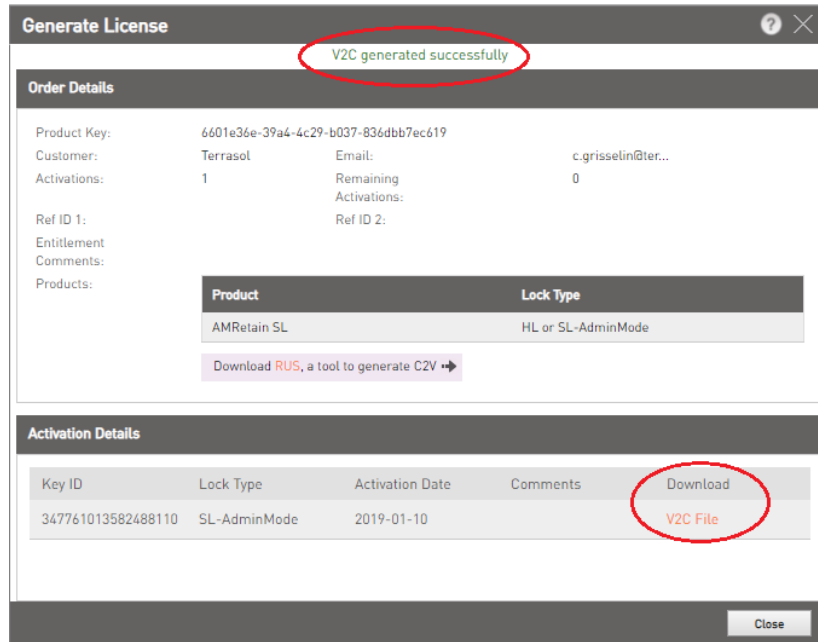 Generate License
?
V2C generated successfully
Order Details
Product Key: 6601e36e-39a4-4c29-b037-836dbb7ec619
Customer: Terrasol Email: c.grisselin@ter...
Activations: 1 Remaining Activations: 0
Ref ID 1: Ref ID 2:
Entitlement
Comments:
Products:
Product Lock Type
AMRetain SL HL or SL-AdminMode
Download RUS, a tool to generate C2V
Activation Details
Key ID Lock Type Activation Date Comments Download
347761013582488110 SL-AdminMode 2019-01-10 V2C File
Close